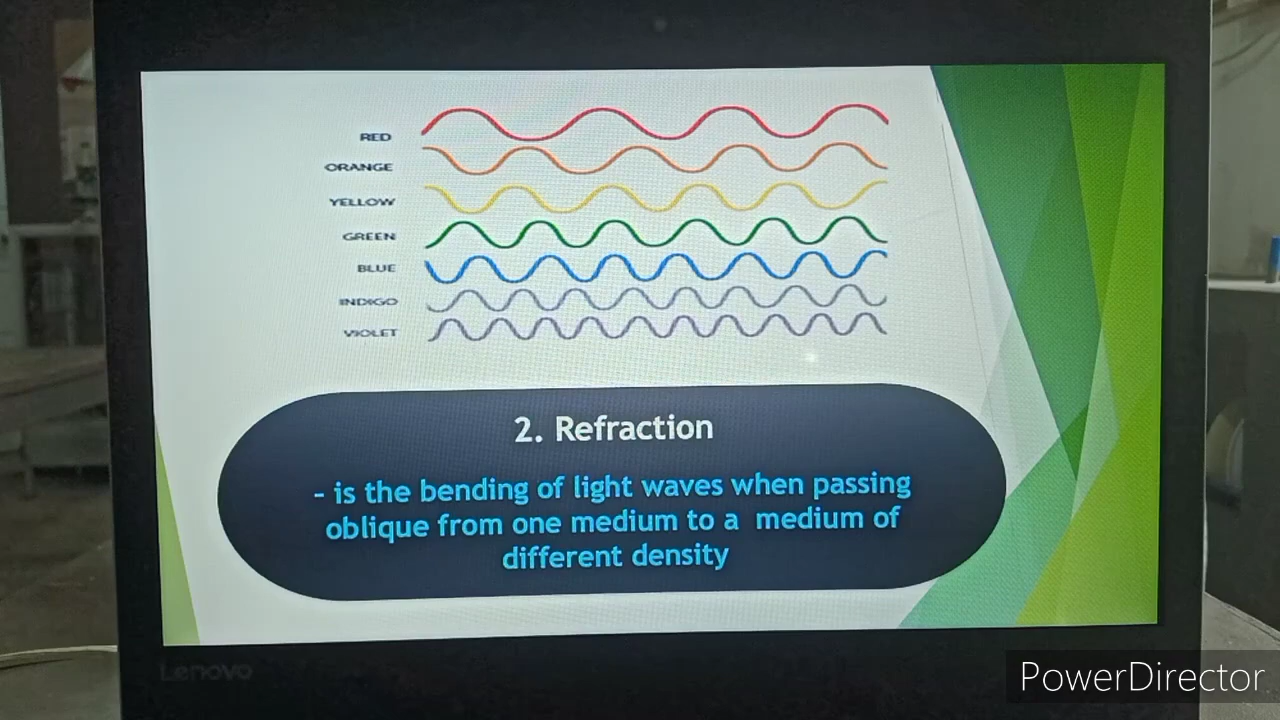 RED
ORANGE
YELLOW
GREEN
BLUE
INDIGO
VIOLET
2. Refraction
- is the bending of light waves when passing
oblique from one medium to a medium of
different density
Lenovo
PowerDirector